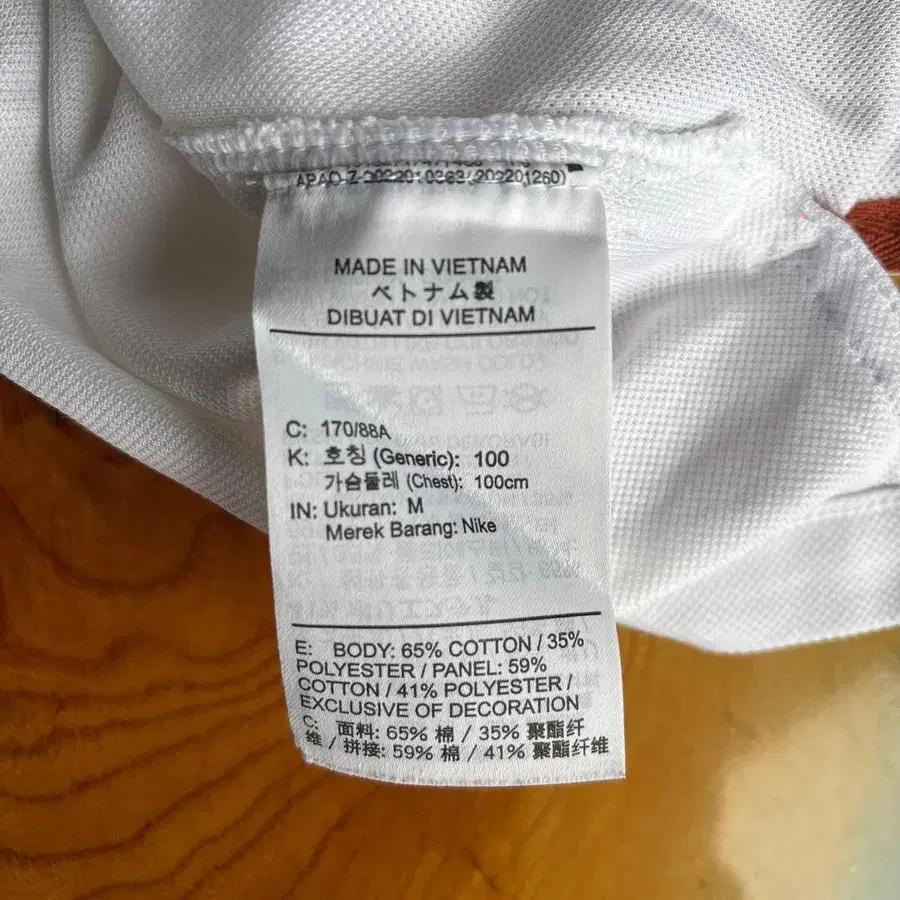 APAO-Z-2022010363(202201260)
MADE IN VIETNAM
ベトナム製
DIBUAT DI VIETNAM
C: 170/88A
K: 호칭 (Generic): 100
가슴둘레 (Chest): 100cm
IN: Ukuran: M
Merek Barang: Nike
E: BODY: 65% COTTON / 35%
POLYESTER / PANEL: 59%
COTTON / 41% POLYESTER /
EXCLUSIVE OF DECORATION
C: 面料: 65% 棉 / 35% 聚酯纤
维 / 拼接: 59% 棉 / 41% 聚酯纤维